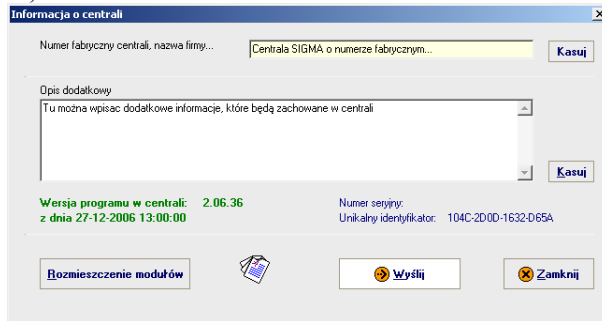 Informacja o centrali
Numer fabryczny centrali, nazwa firmy...
Centrala SIGMA o numerze fabrycznym...
Kasuj
Opis dodatkowy
Tu można wpisac dodatkowe informacje, które będą zachowane w centrali
Kasuj
Wersja programu w centrali: 2.06.36
Numer seryjny:
z dnia 27-12-2006 13:00:00
Unikalny identyfikator: 104C-2D0D-1632-D65A
Rozmieszczenie modułów
Wyślij
Zamknij